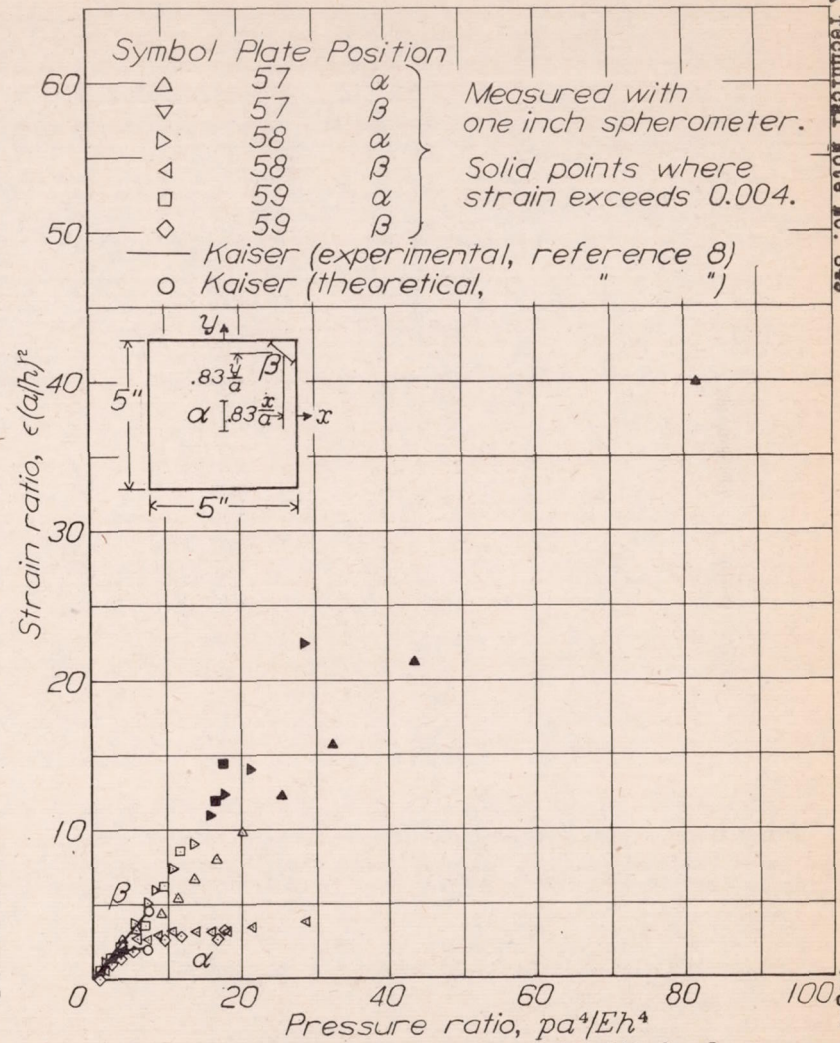 Symbol Plate Position
△ 57 α
▽ 57 β
▷ 58 α
◁ 58 β
□ 59 α
◇ 59 β
Measured with
one inch spherometer.
Solid points where
strain exceeds 0.004.
Kaiser (experimental, reference 8)
○ Kaiser (theoretical, " ")
60
50
40
30
20
10
0
Strain ratio, ϵ(a/h)²
y
.83 y/a
β
5"
α
.83 x/a
x
5"
β
α
20
40
60
80
100
Pressure ratio, pa⁴/Eh⁴